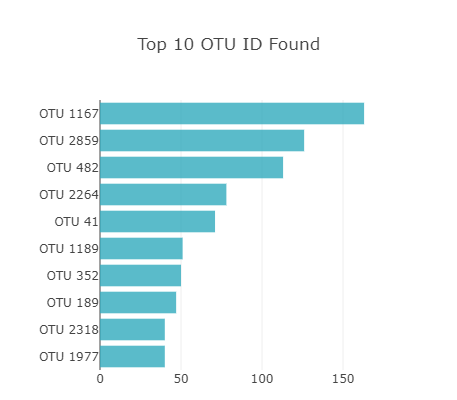 Top 10 OTU ID Found
OTU 1167
OTU 2859
OTU 482
OTU 2264
OTU 41
OTU 1189
OTU 352
OTU 189
OTU 2318
OTU 1977
0 50 100 150